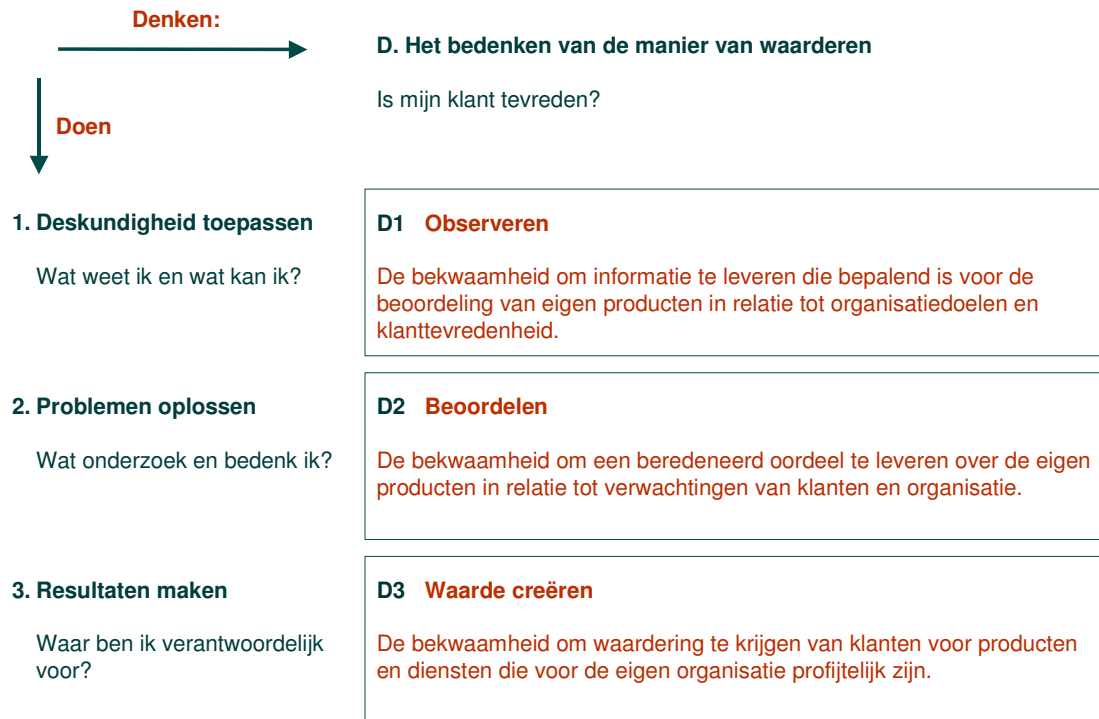 Denken:
D. Het bedenken van de manier van waarderen
Is mijn klant tevreden?
Doen
1. Deskundigheid toepassen
Wat weet ik en wat kan ik?
D1 Observeren
De bekwaamheid om informatie te leveren die bepalend is voor de
beoordeling van eigen producten in relatie tot organisatiedoelen en
klanttevredenheid.
2. Problemen oplossen
Wat onderzoek en bedenk ik?
D2 Beoordelen
De bekwaamheid om een beredeneerd oordeel te leveren over de eigen
producten in relatie tot verwachtingen van klanten en organisatie.
3. Resultaten maken
Waar ben ik verantwoordelijk
voor?
D3 Waarde creëren
De bekwaamheid om waardering te krijgen van klanten voor producten
en diensten die voor de eigen organisatie profijtelijk zijn.